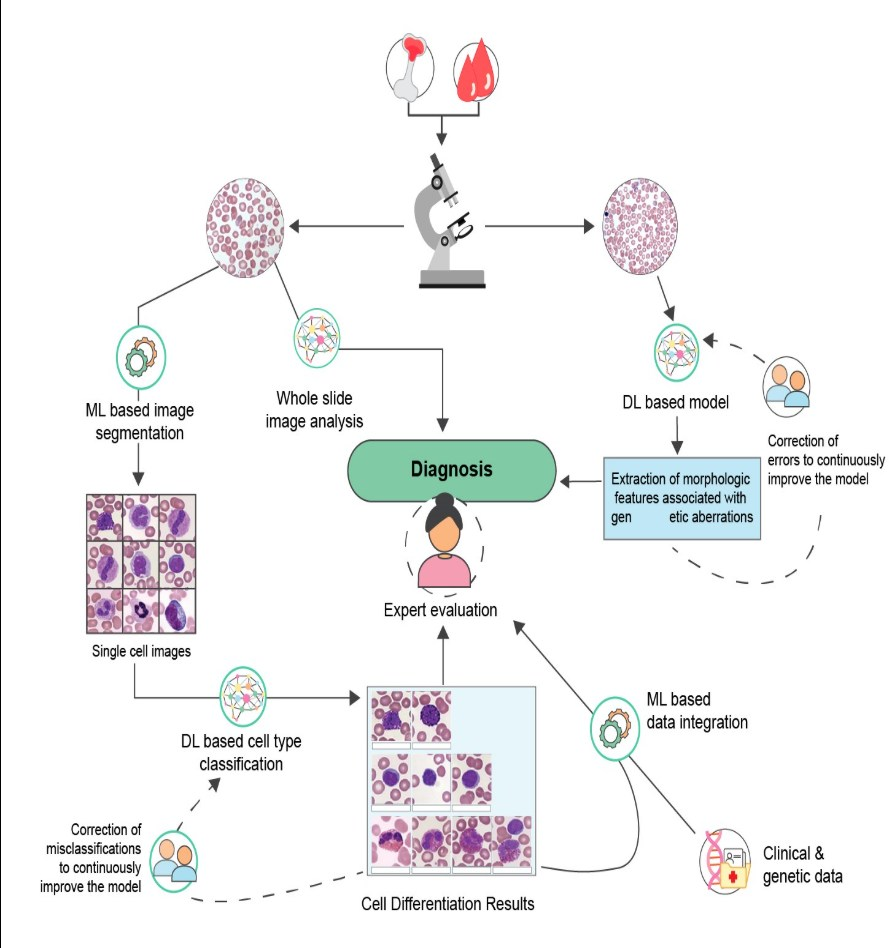 ML based image
segmentation
Whole slide
image analysis
DL based model
Correction of
errors to continuously
improve the model
Diagnosis
Extraction of morphologic
features associated with
gen etic aberrations
Expert evaluation
Single cell images
ML based
data integration
DL based cell type
classification
Correction of
misclassifications
to continuously
improve the model
Clinical &
genetic data
Cell Differentiation Results